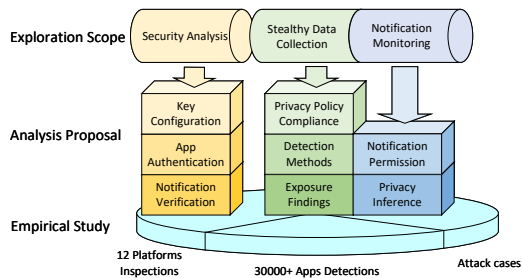 Exploration Scope
Security Analysis
Stealthy Data
Collection
Notification
Monitoring
Analysis Proposal
Key
Configuration
App
Authentication
Notification
Verification
Privacy Policy
Compliance
Detection
Methods
Exposure
Findings
Notification
Permission
Privacy
Inference
Empirical Study
12 Platforms
Inspections
30000+ Apps Detections
Attack cases